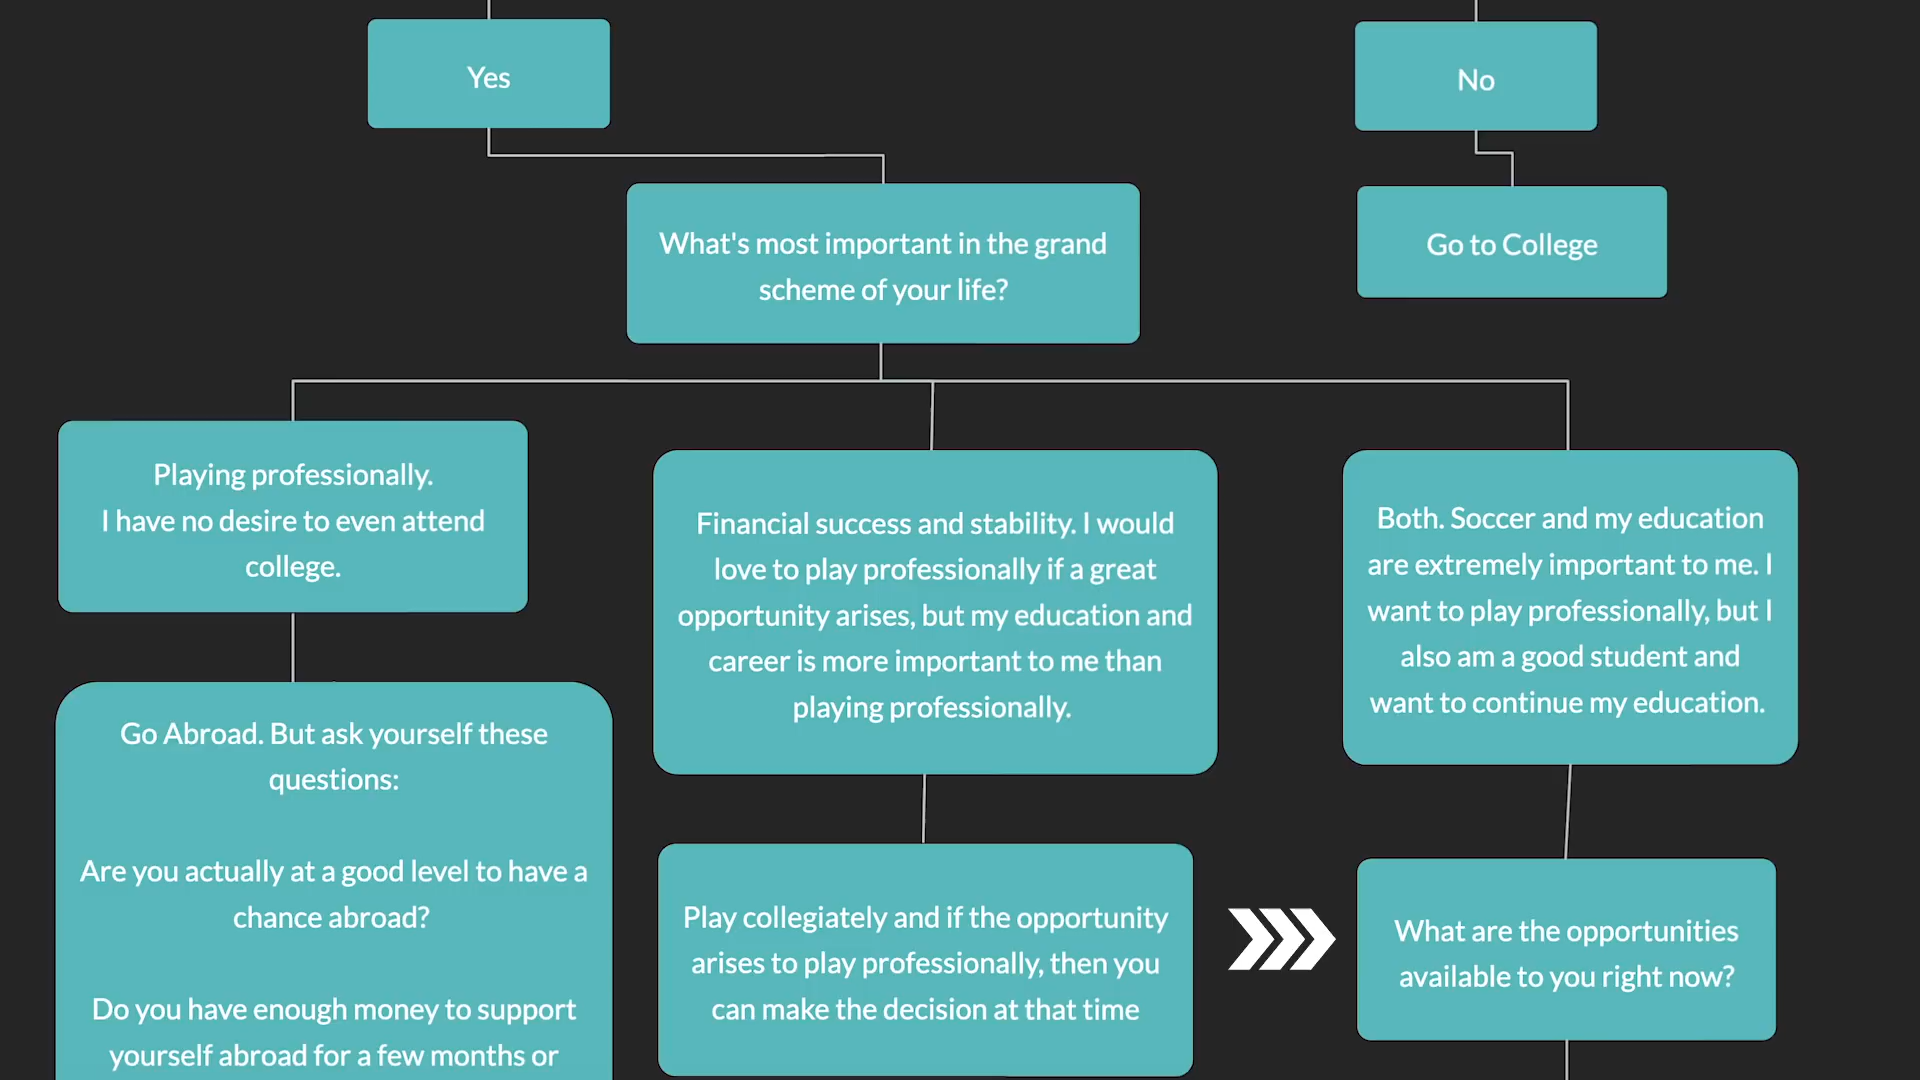 Yes
No
What's most important in the grand
scheme of your life?
Go to College
Playing professionally.
I have no desire to even attend
college.
Financial success and stability. I would
love to play professionally if a great
opportunity arises, but my education and
career is more important to me than
playing professionally.
Both. Soccer and my education
are extremely important to me. I
want to play professionally, but I
also am a good student and
want to continue my education.
Go Abroad. But ask yourself these
questions:
Are you actually at a good level to have a
chance abroad?
Do you have enough money to support
yourself abroad for a few months or
Play collegiately and if the opportunity
arises to play professionally, then you
can make the decision at that time
What are the opportunities
available to you right now?